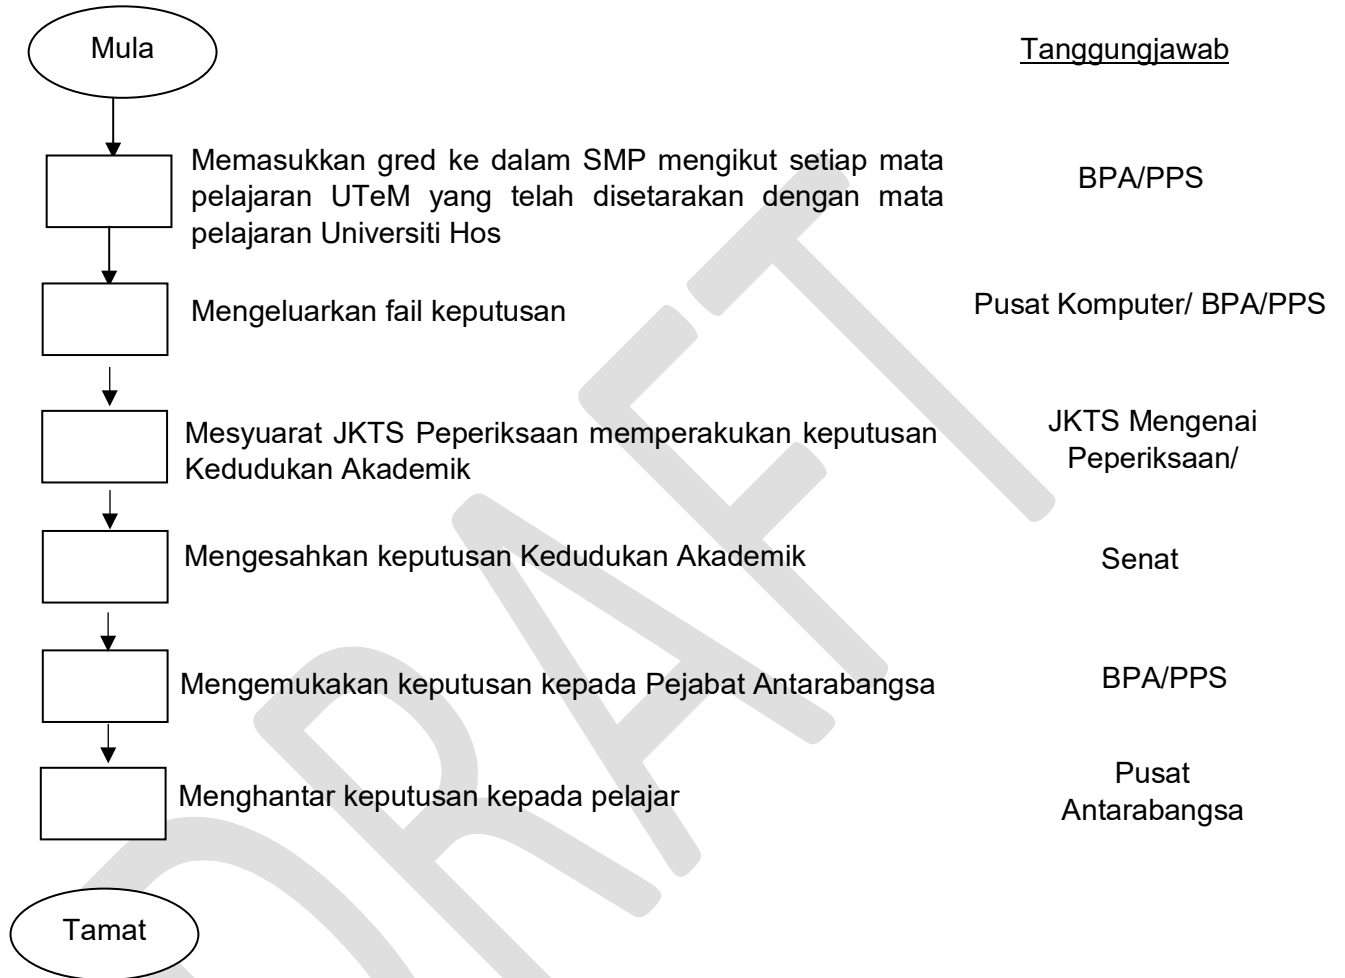 Mula
Tanggungjawab
Memasukkan gred ke dalam SMP mengikut setiap mata
pelajaran UTeM yang telah disetarakan dengan mata
pelajaran Universiti Hos
BPA/PPS
Mengeluarkan fail keputusan
Pusat Komputer/ BPA/PPS
Mesyuarat JKTS Peperiksaan memperakukan keputusan
Kedudukan Akademik
JKTS Mengenai
Peperiksaan/
Mengesahkan keputusan Kedudukan Akademik
Senat
Mengemukakan keputusan kepada Pejabat Antarabangsa
BPA/PPS
Menghantar keputusan kepada pelajar
Pusat
Antarabangsa
Tamat
DRAFT